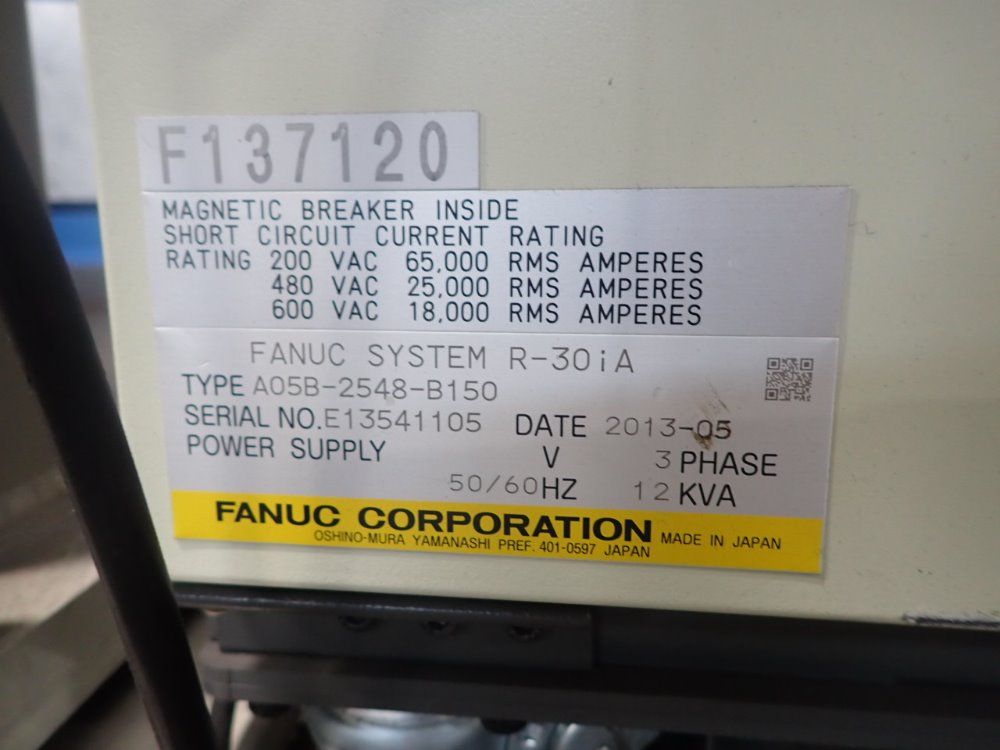 F137120
MAGNETIC BREAKER INSIDE
SHORT CIRCUIT CURRENT RATING
RATING 200 VAC 65,000 RMS AMPERES
480 VAC 25,000 RMS AMPERES
600 VAC 18,000 RMS AMPERES
FANUC SYSTEM R-30iA
TYPE A05B-2548-B150
SERIAL NO.E13541105 DATE 2013-05
POWER SUPPLY V 3 PHASE
50/60HZ 12 KVA
FANUC CORPORATION MADE IN JAPAN
OSHINO-MURA YAMANASHI PREF. 401-0597 JAPAN